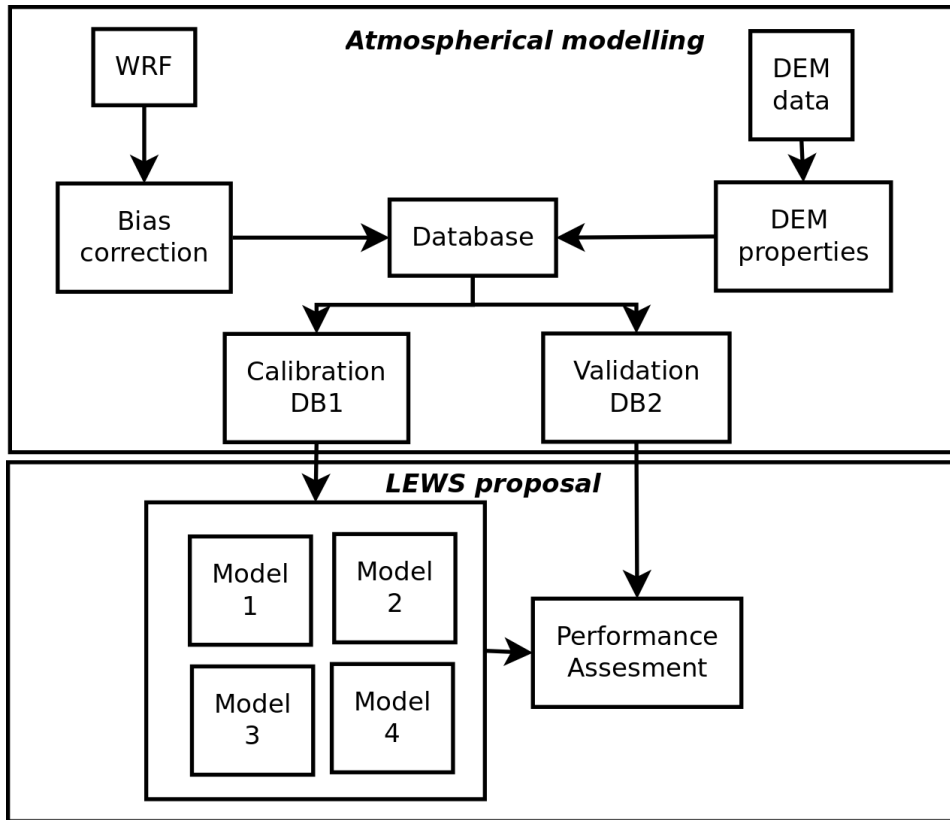 Atmospherical modelling
WRF
DEM
data
Bias
correction
Database
DEM
properties
Calibration
DB1
Validation
DB2
LEWS proposal
Model
1
Model
2
Model
3
Model
4
Performance
Assesment